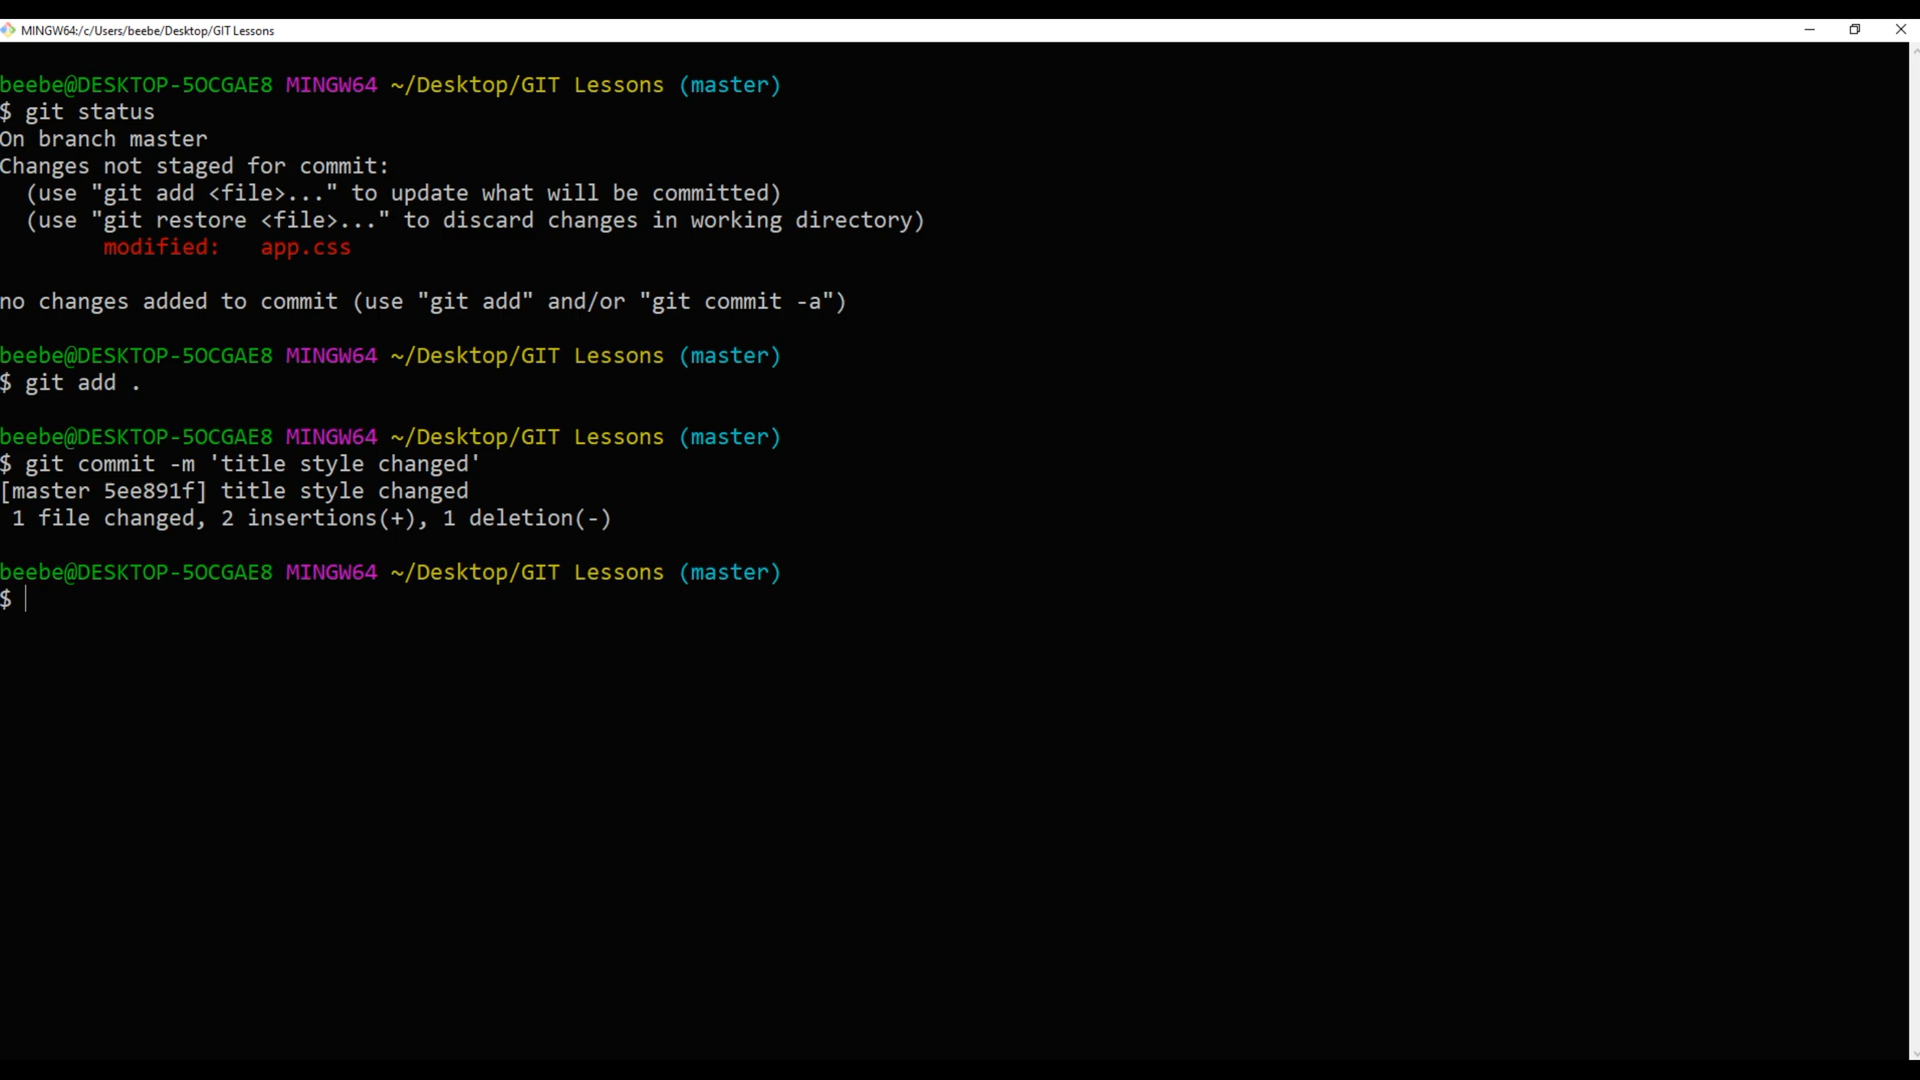 MINGW64:/c/Users/beebe/Desktop/GIT Lessons
beebe@DESKTOP-5OCGAE8 MINGW64 ~/Desktop/GIT Lessons (master)
$ git status
On branch master
Changes not staged for commit:
  (use "git add <file>..." to update what will be committed)
  (use "git restore <file>..." to discard changes in working directory)
        modified:   app.css
no changes added to commit (use "git add" and/or "git commit -a")
beebe@DESKTOP-5OCGAE8 MINGW64 ~/Desktop/GIT Lessons (master)
$ git add .
beebe@DESKTOP-5OCGAE8 MINGW64 ~/Desktop/GIT Lessons (master)
$ git commit -m 'title style changed'
[master 5ee891f] title style changed
 1 file changed, 2 insertions(+), 1 deletion(-)
beebe@DESKTOP-5OCGAE8 MINGW64 ~/Desktop/GIT Lessons (master)
$